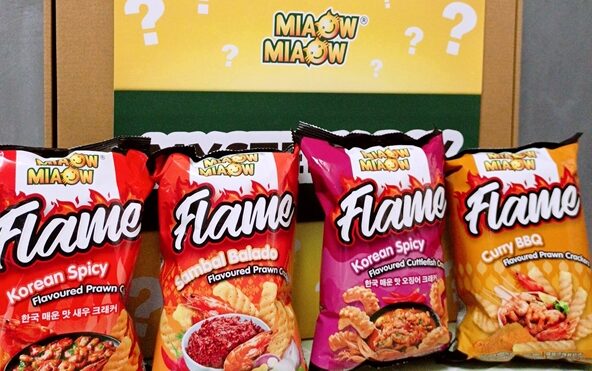 MIAOW
MIAOW
MIAOW
MIAOW
Flame
Korean Spicy
Flavoured Prawn
한국 매운 맛 새우 크래커
MIAOW
MIAOW
Flame
Sambal Balado
Flavoured Prawn
MIAOW
MIAOW
Flame
Korean Spicy
Flavoured Cuttlefish
한국 매운 맛 오징어 크래커
MIAOW
MIAOW
Flame
Curry BBQ
Flavoured Prawn Crackers